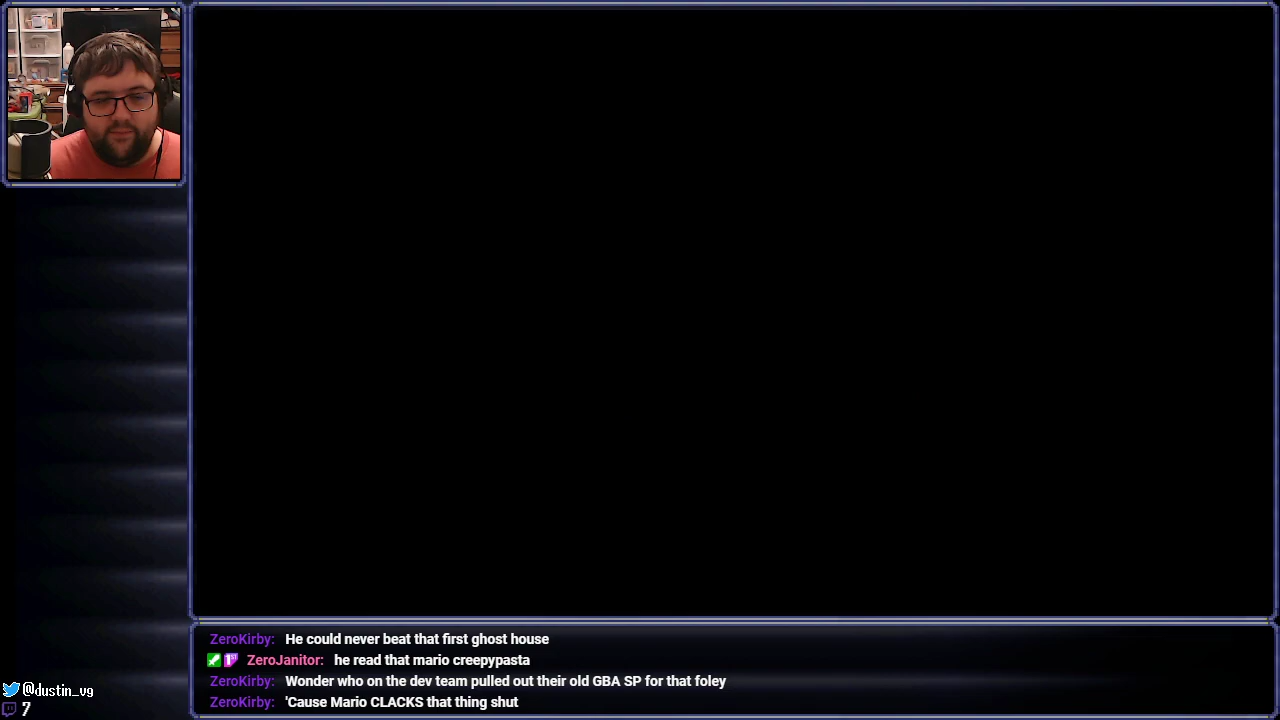 ZeroKirby: He could never beat that first ghost house
ZeroJanitor: he read that mario creepypasta
ZeroKirby: Wonder who on the dev team pulled out their old GBA SP for that foley
ZeroKirby: 'Cause Mario CLACKS that thing shut
@dustin_vg
7